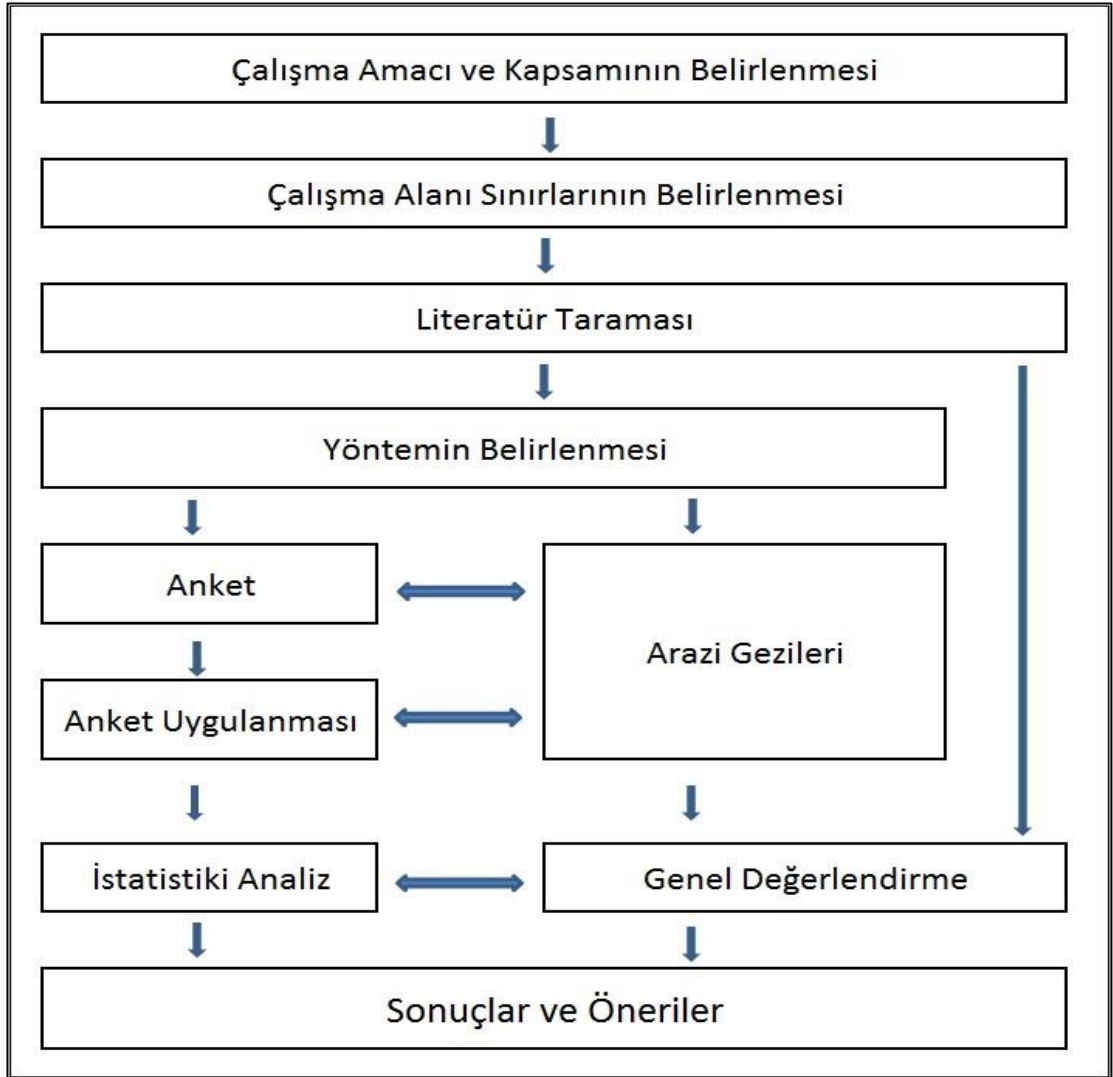 Çalışma Amacı ve Kapsamının Belirlenmesi
Çalışma Alanı Sınırlarının Belirlenmesi
Literatür Taraması
Yöntemin Belirlenmesi
Anket
Arazi Gezileri
Anket Uygulanması
İstatistiki Analiz
Genel Değerlendirme
Sonuçlar ve Öneriler